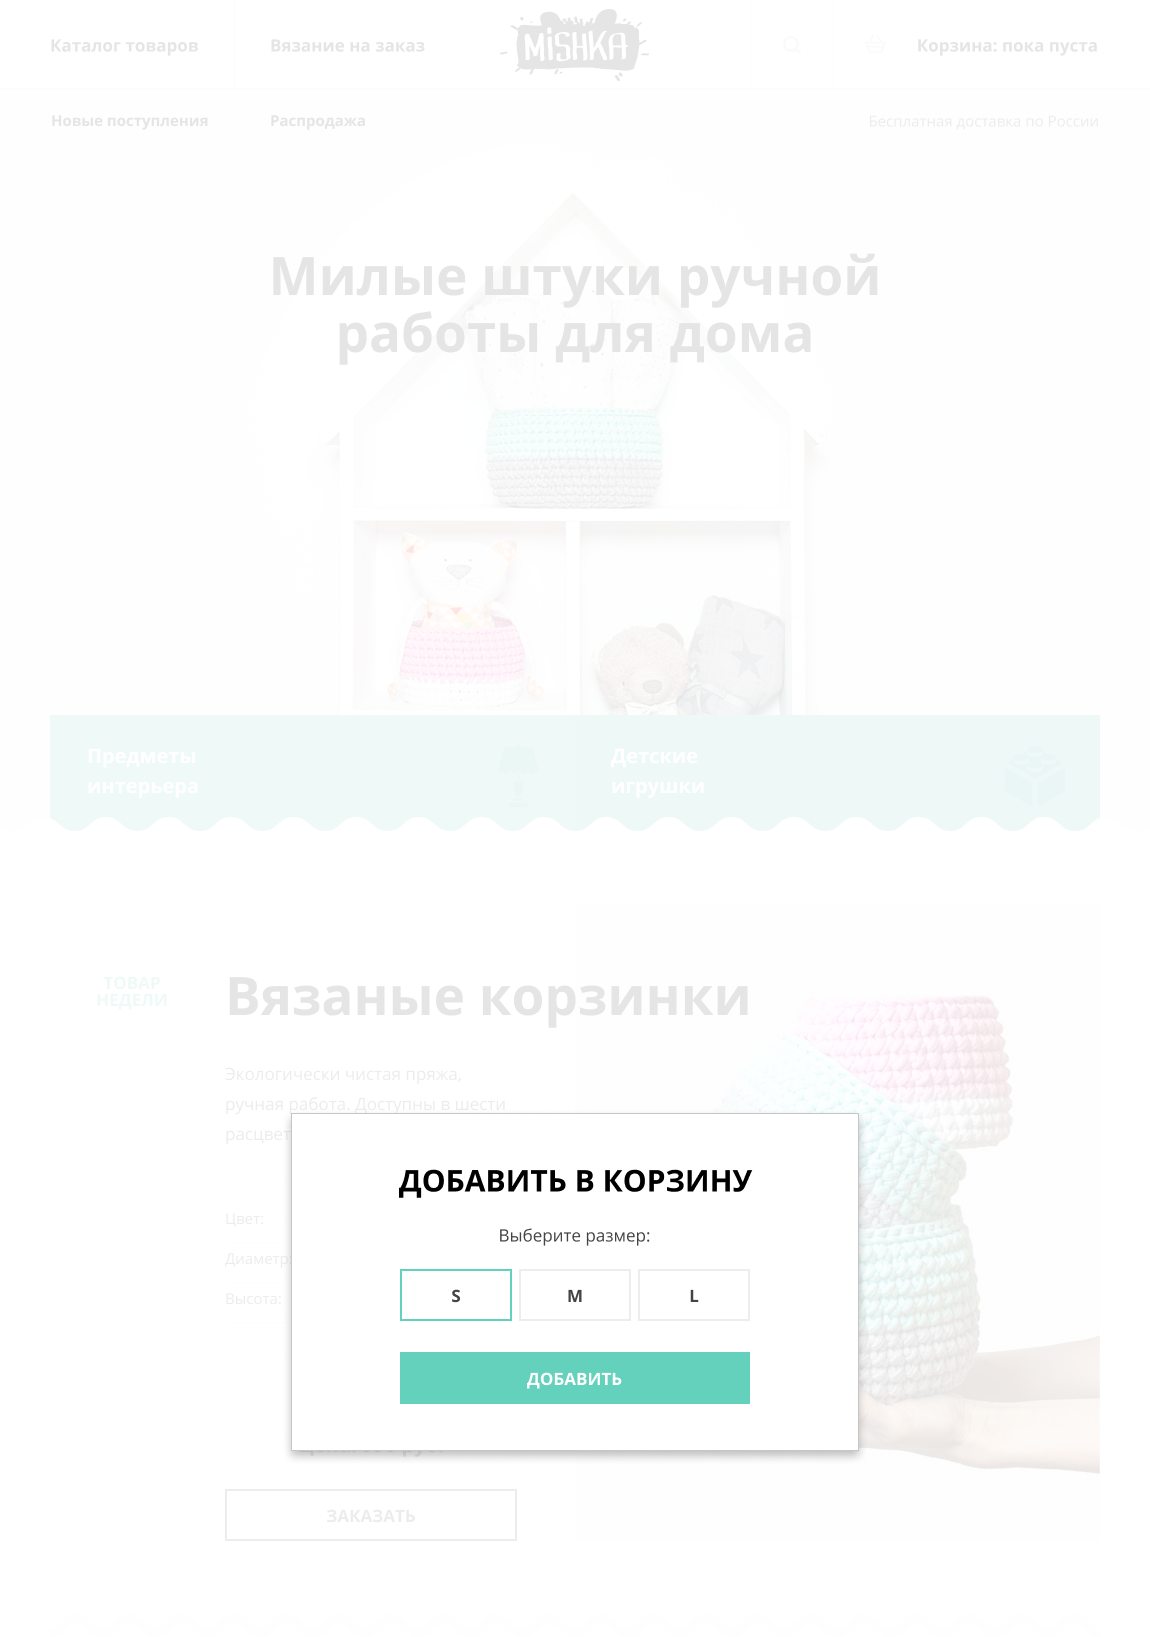 Каталог товаров
Вязание на заказ
MiSHKA
Корзина: пока пуста
Новые поступления
Распродажа
Бесплатная доставка по России
Милые штуки ручной
работы для дома
Предметы
интерьера
Детские
игрушки
ТОВАР
НЕДЕЛИ
Вязаные корзинки
Экологически чистая пряжа,
ручная работа. Доступны в шести
расцвет
Цвет:
Диаметр:
Высота:
ДОБАВИТЬ В КОРЗИНУ
Выберите размер:
S
M
L
ДОБАВИТЬ
ЗАКАЗАТЬ